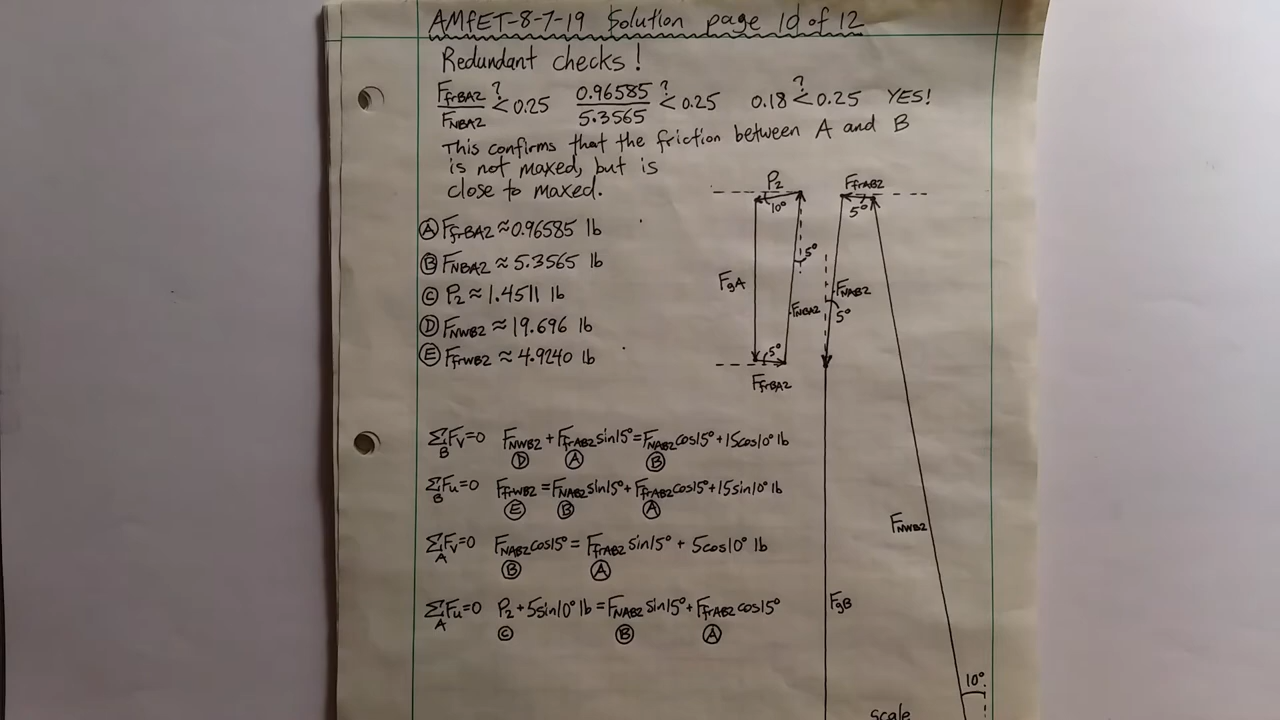 AMfET-8-7-19 Solution page 10 of 12
Redundant checks!
FfrBA2/FNBA2 <? 0.25 0.96585/5.3565 <? 0.25 0.18 <? 0.25 YES!
This confirms that the friction between A and B
is not maxed, but is
close to maxed.
Ⓐ FfrBA2 ≈ 0.96585 lb
Ⓑ FNBA2 ≈ 5.3565 lb
Ⓒ P2 ≈ 1.4511 lb
Ⓓ FNWB2 ≈ 19.696 lb
Ⓔ FfrWB2 ≈ 4.9240 lb
ΣFv=0 FNWB2 + FfrAB2 sin15° = FNAB2 cos15° + 15cos10° lb
B Ⓓ Ⓐ Ⓑ
ΣFu=0 FfrWB2 = FNAB2 sin15° + FfrAB2 cos15° + 15sin10° lb
B Ⓔ Ⓑ Ⓐ
ΣFv=0 FNAB2 cos15° = FfrAB2 sin15° + 5cos10° lb
A Ⓑ Ⓐ
ΣFu=0 P2 + 5sin10° lb = FNAB2 sin15° + FfrAB2 cos15°
A Ⓒ Ⓑ Ⓐ
P2
10°
5°
FgA
FNBA2
5°
FfrBA2
FfrAB2
5°
FNAB2
5°
FNWB2
FgB
10°
scale